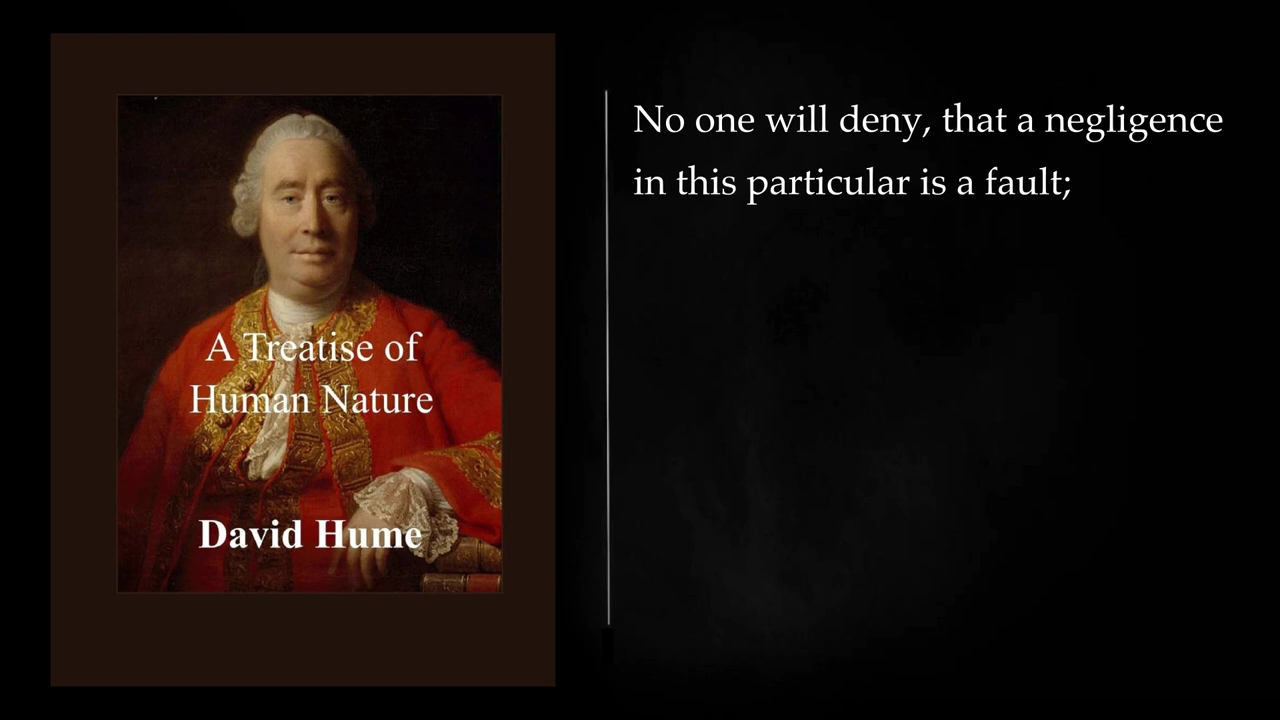 A Treatise of
Human Nature
David Hume
No one will deny, that a negligence
in this particular is a fault;